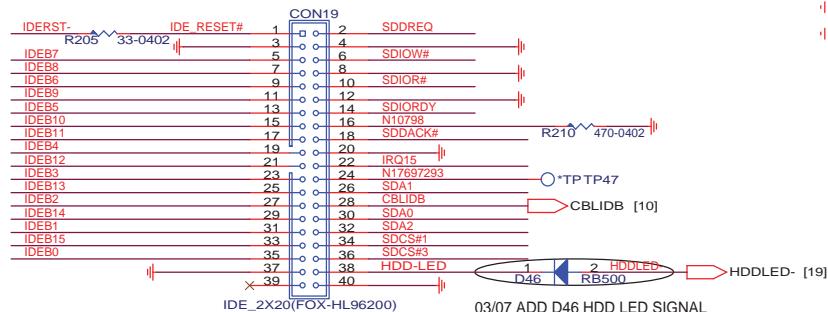 CON19
IDERST- IDE_RESET# 1 2 SDDREQ
R205 33-0402 3 4
IDEB7 5 6 SDIOW#
IDEB8 7 8
IDEB6 9 10 SDIOR#
IDEB9 11 12
IDEB5 13 14 SDIORDY
IDEB10 15 16 N10798
IDEB11 17 18 SDDACK# R210 470-0402
IDEB4 19 20
IDEB12 21 22 IRQ15
IDEB3 23 24 N17697293 *TP TP47
IDEB13 25 26 SDA1
IDEB2 27 28 CBLIDB CBLIDB [10]
IDEB14 29 30 SDA0
IDEB1 31 32 SDA2
IDEB15 33 34 SDCS#1
IDEB0 35 36 SDCS#3
37 38 HDD-LED 1 2 HDDLED- HDDLED- [19]
D46 RB500
39 40
IDE_2X20(FOX-HL96200)
03/07 ADD D46 HDD LED SIGNAL